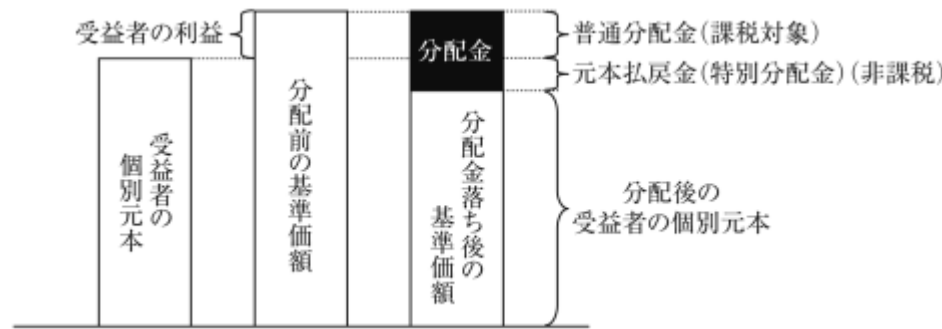 受益者の利益
受益者の
個別元本
分配前の基準価額
分配金
分配金落ち後の
基準価額
普通分配金(課税対象)
元本払戻金(特別分配金)(非課税)
分配後の
受益者の個別元本